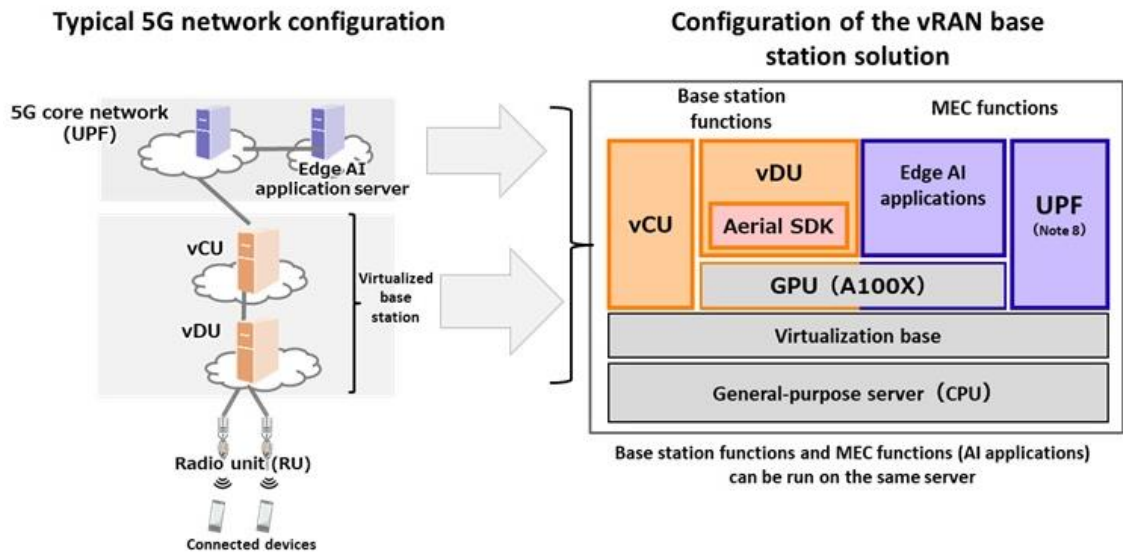 Typical 5G network configuration
5G core network
(UPF)
Edge AI
application server
vCU
vDU
Virtualized
base
station
Radio unit (RU)
Connected devices
Configuration of the vRAN base
station solution
Base station
functions
MEC functions
vCU
vDU
Aerial SDK
Edge AI
applications
UPF
(Note 8)
GPU（A100X）
Virtualization base
General-purpose server（CPU）
Base station functions and MEC functions (AI applications)
can be run on the same server